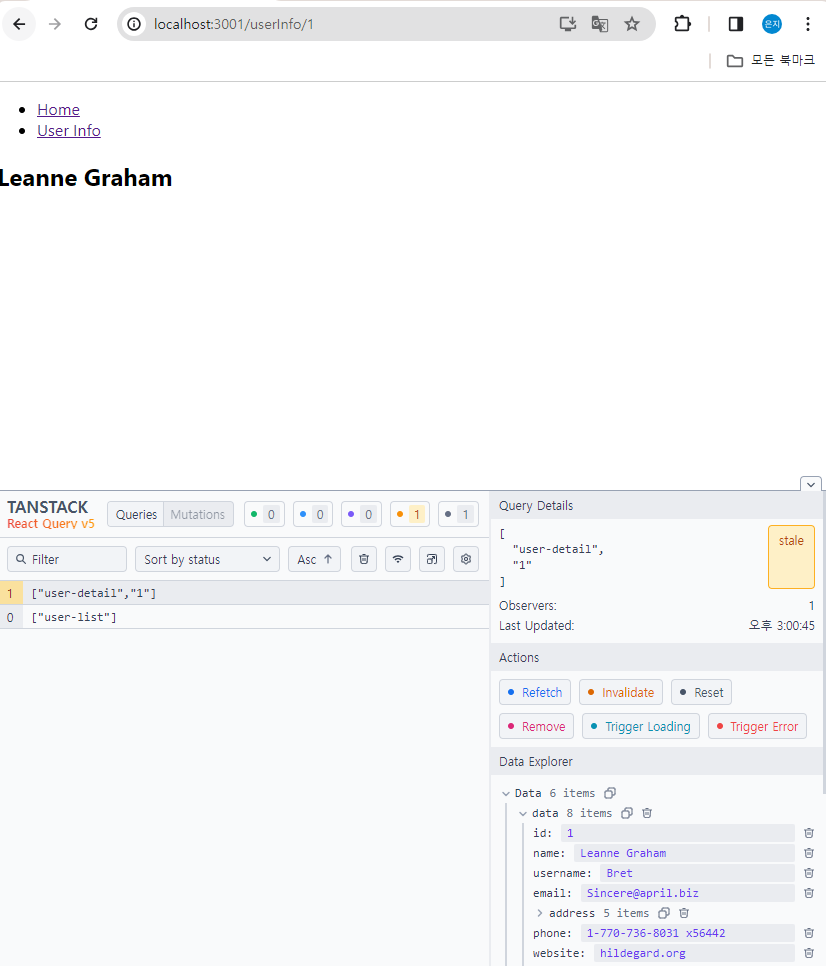 localhost:3001/userInfo/1
은지
모든 북마크
Home
User Info
Leanne Graham
TANSTACK
React Query v5
Queries Mutations 0 0 0 1 1
Filter Sort by status Asc ↑
1 ["user-detail","1"]
0 ["user-list"]
Query Details
[
"user-detail",
"1"
]
stale
Observers: 1
Last Updated: 오후 3:00:45
Actions
Refetch Invalidate Reset
Remove Trigger Loading Trigger Error
Data Explorer
Data 6 items
data 8 items
id: 1
name: Leanne Graham
username: Bret
email: Sincere@april.biz
address 5 items
phone: 1-770-736-8031 x56442
website: hildegard.org